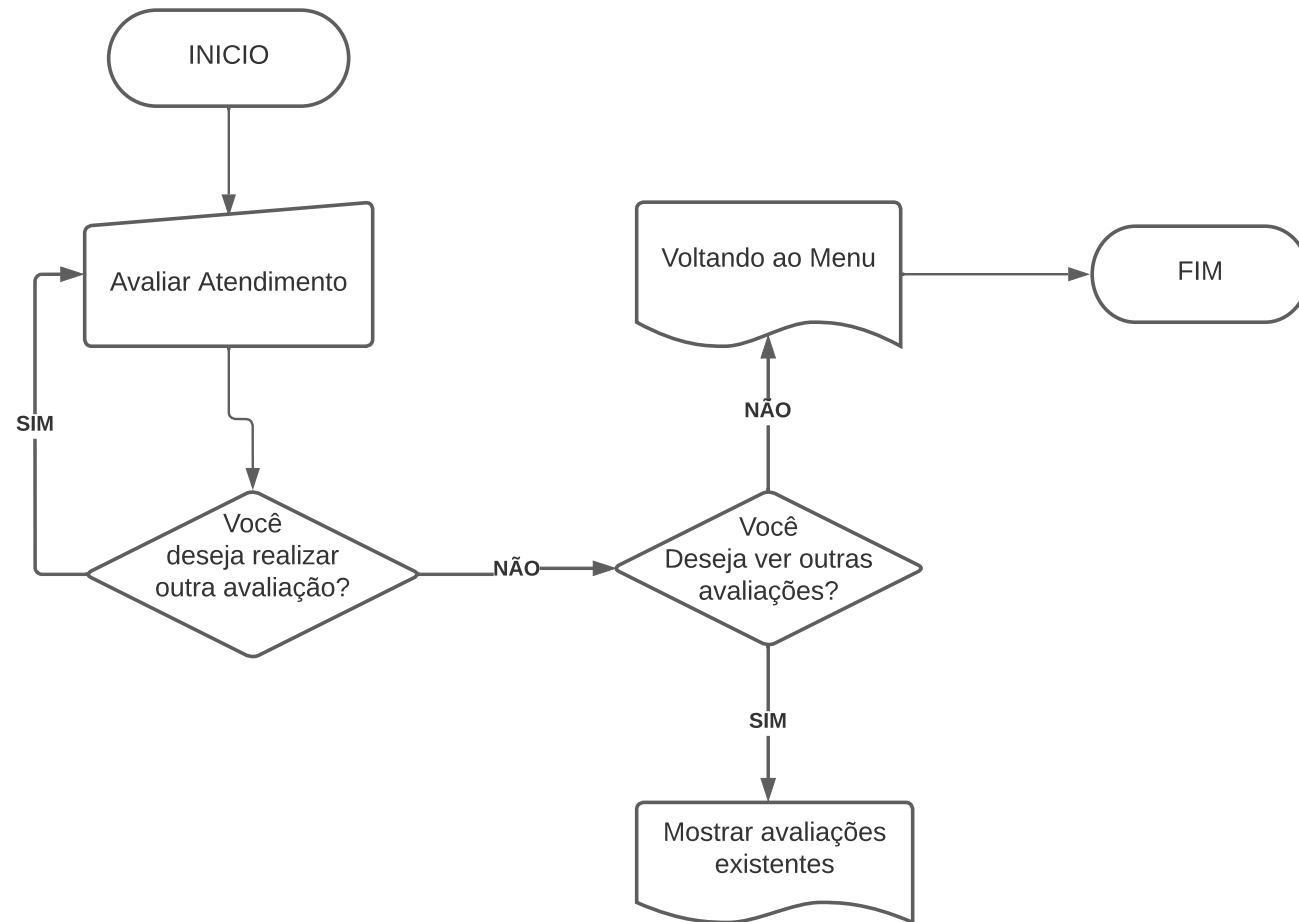 INICIO
Avaliar Atendimento
SIM
Você
deseja realizar
outra avaliação?
NÃO
Você
Deseja ver outras
avaliações?
NÃO
Voltando ao Menu
FIM
SIM
Mostrar avaliações
existentes